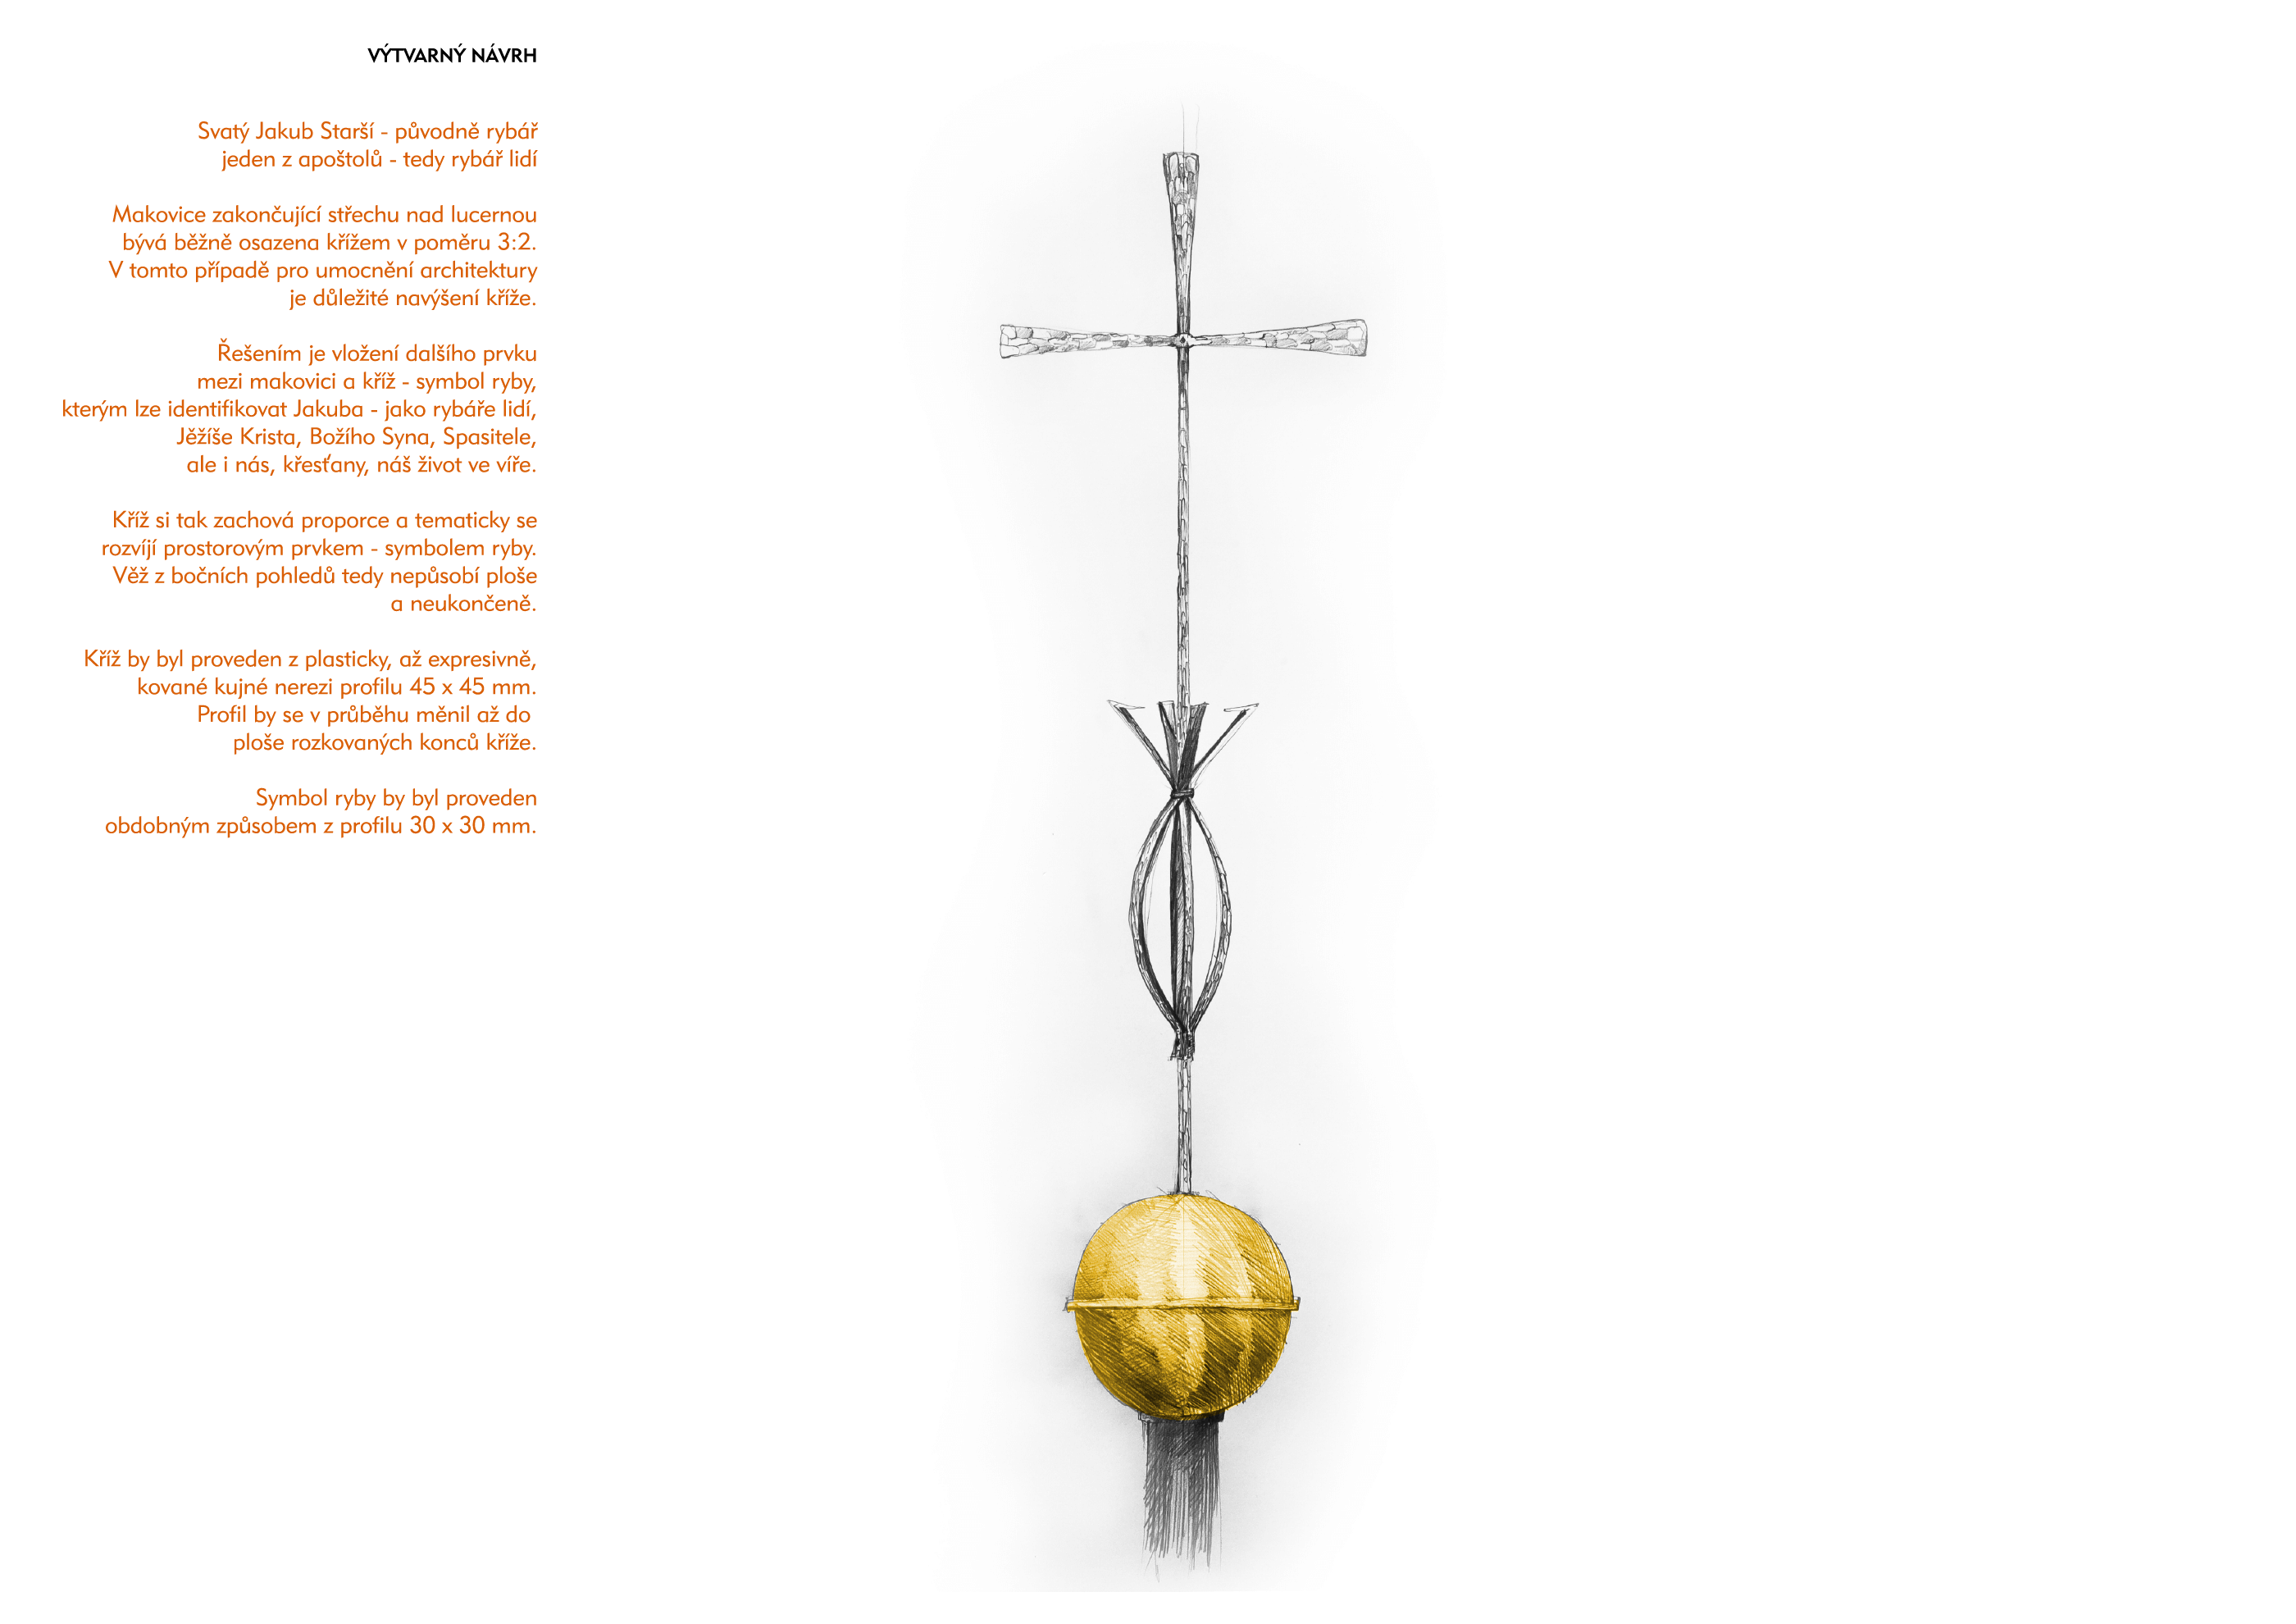 VÝTVARNÝ NÁVRH
Svatý Jakub Starší - původně rybář
jeden z apoštolů - tedy rybář lidí
Makovice zakončující střechu nad lucernou
bývá běžně osazena křížem v poměru 3:2.
V tomto případě pro umocnění architektury
je důležité navýšení kříže.
Řešením je vložení dalšího prvku
mezi makovici a kříž - symbol ryby,
kterým lze identifikovat Jakuba - jako rybáře lidí,
Jěžíše Krista, Božího Syna, Spasitele,
ale i nás, křesťany, náš život ve víře.
Kříž si tak zachová proporce a tematicky se
rozvíjí prostorovým prvkem - symbolem ryby.
Věž z bočních pohledů tedy nepůsobí ploše
a neukončeně.
Kříž by byl proveden z plasticky, až expresivně,
kované kujné nerezi profilu 45 x 45 mm.
Profil by se v průběhu měnil až do
ploše rozkovaných konců kříže.
Symbol ryby by byl proveden
obdobným způsobem z profilu 30 x 30 mm.